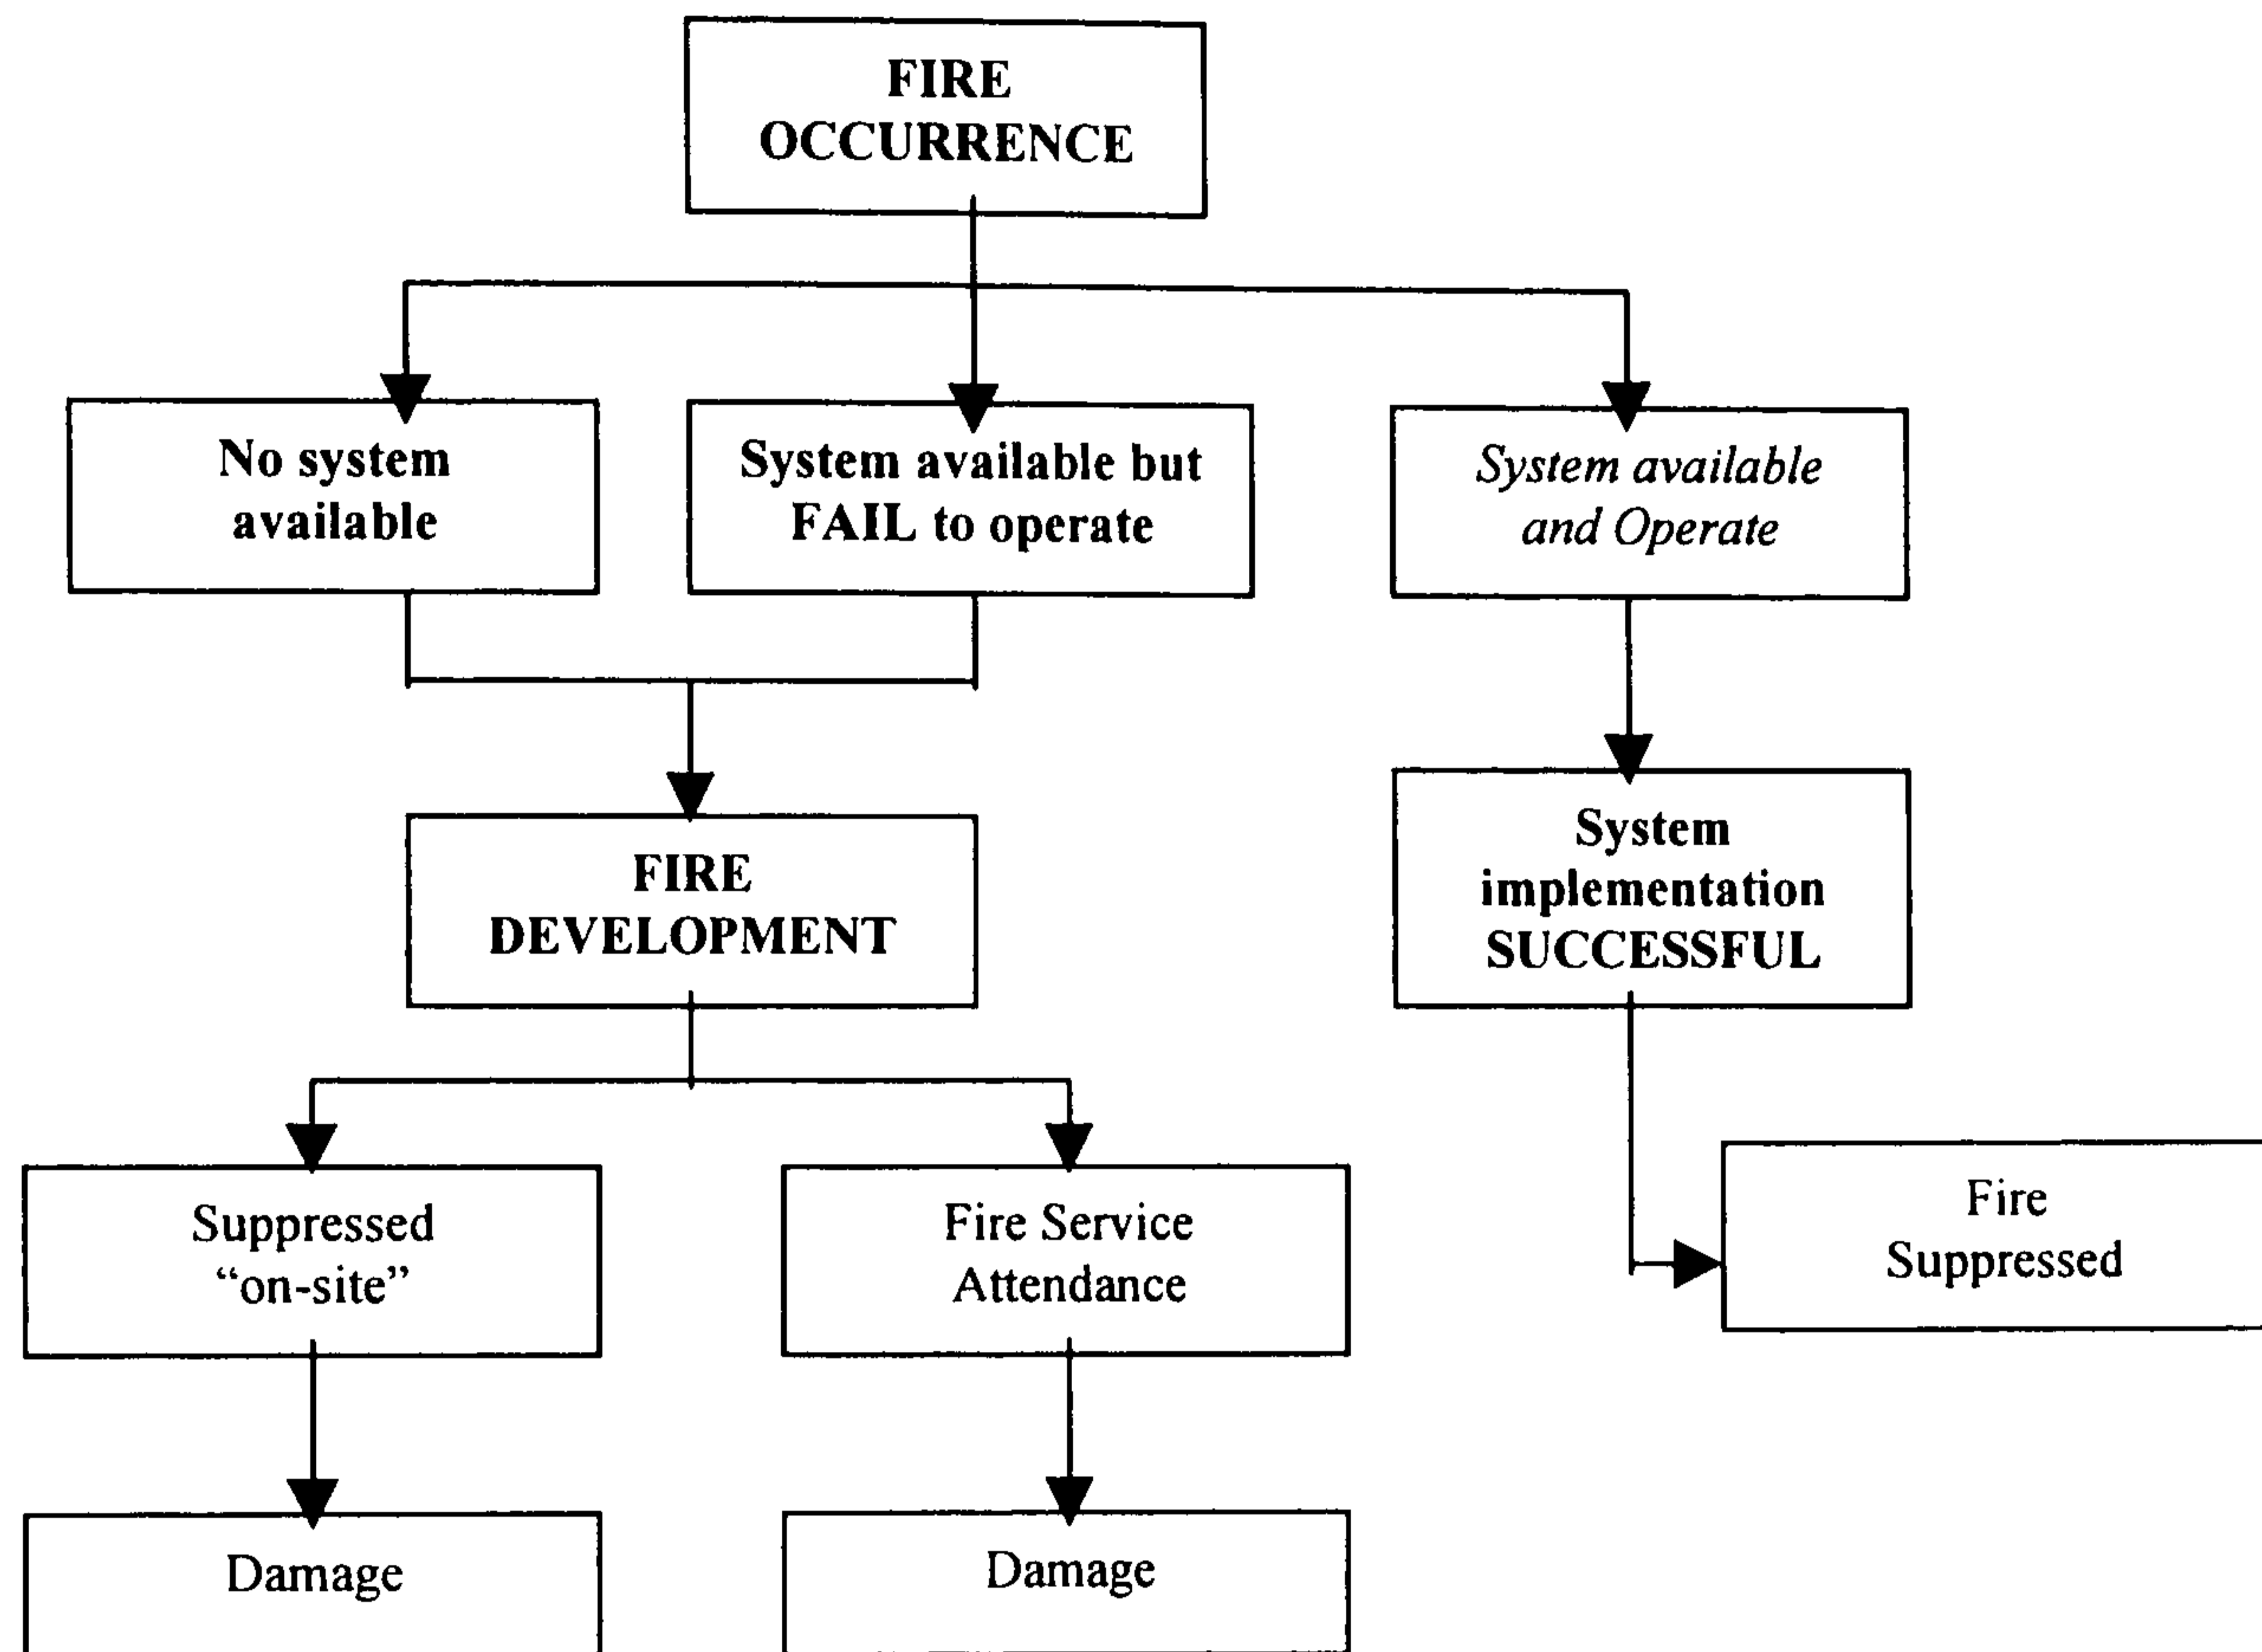 FIRE
OCCURRENCE
No system
available
System available but
FAIL to operate
System available
and Operate
FIRE
DEVELOPMENT
System
implementation
SUCCESSFUL
Suppressed
“on-site”
Fire Service
Attendance
Fire
Suppressed
Damage
Damage